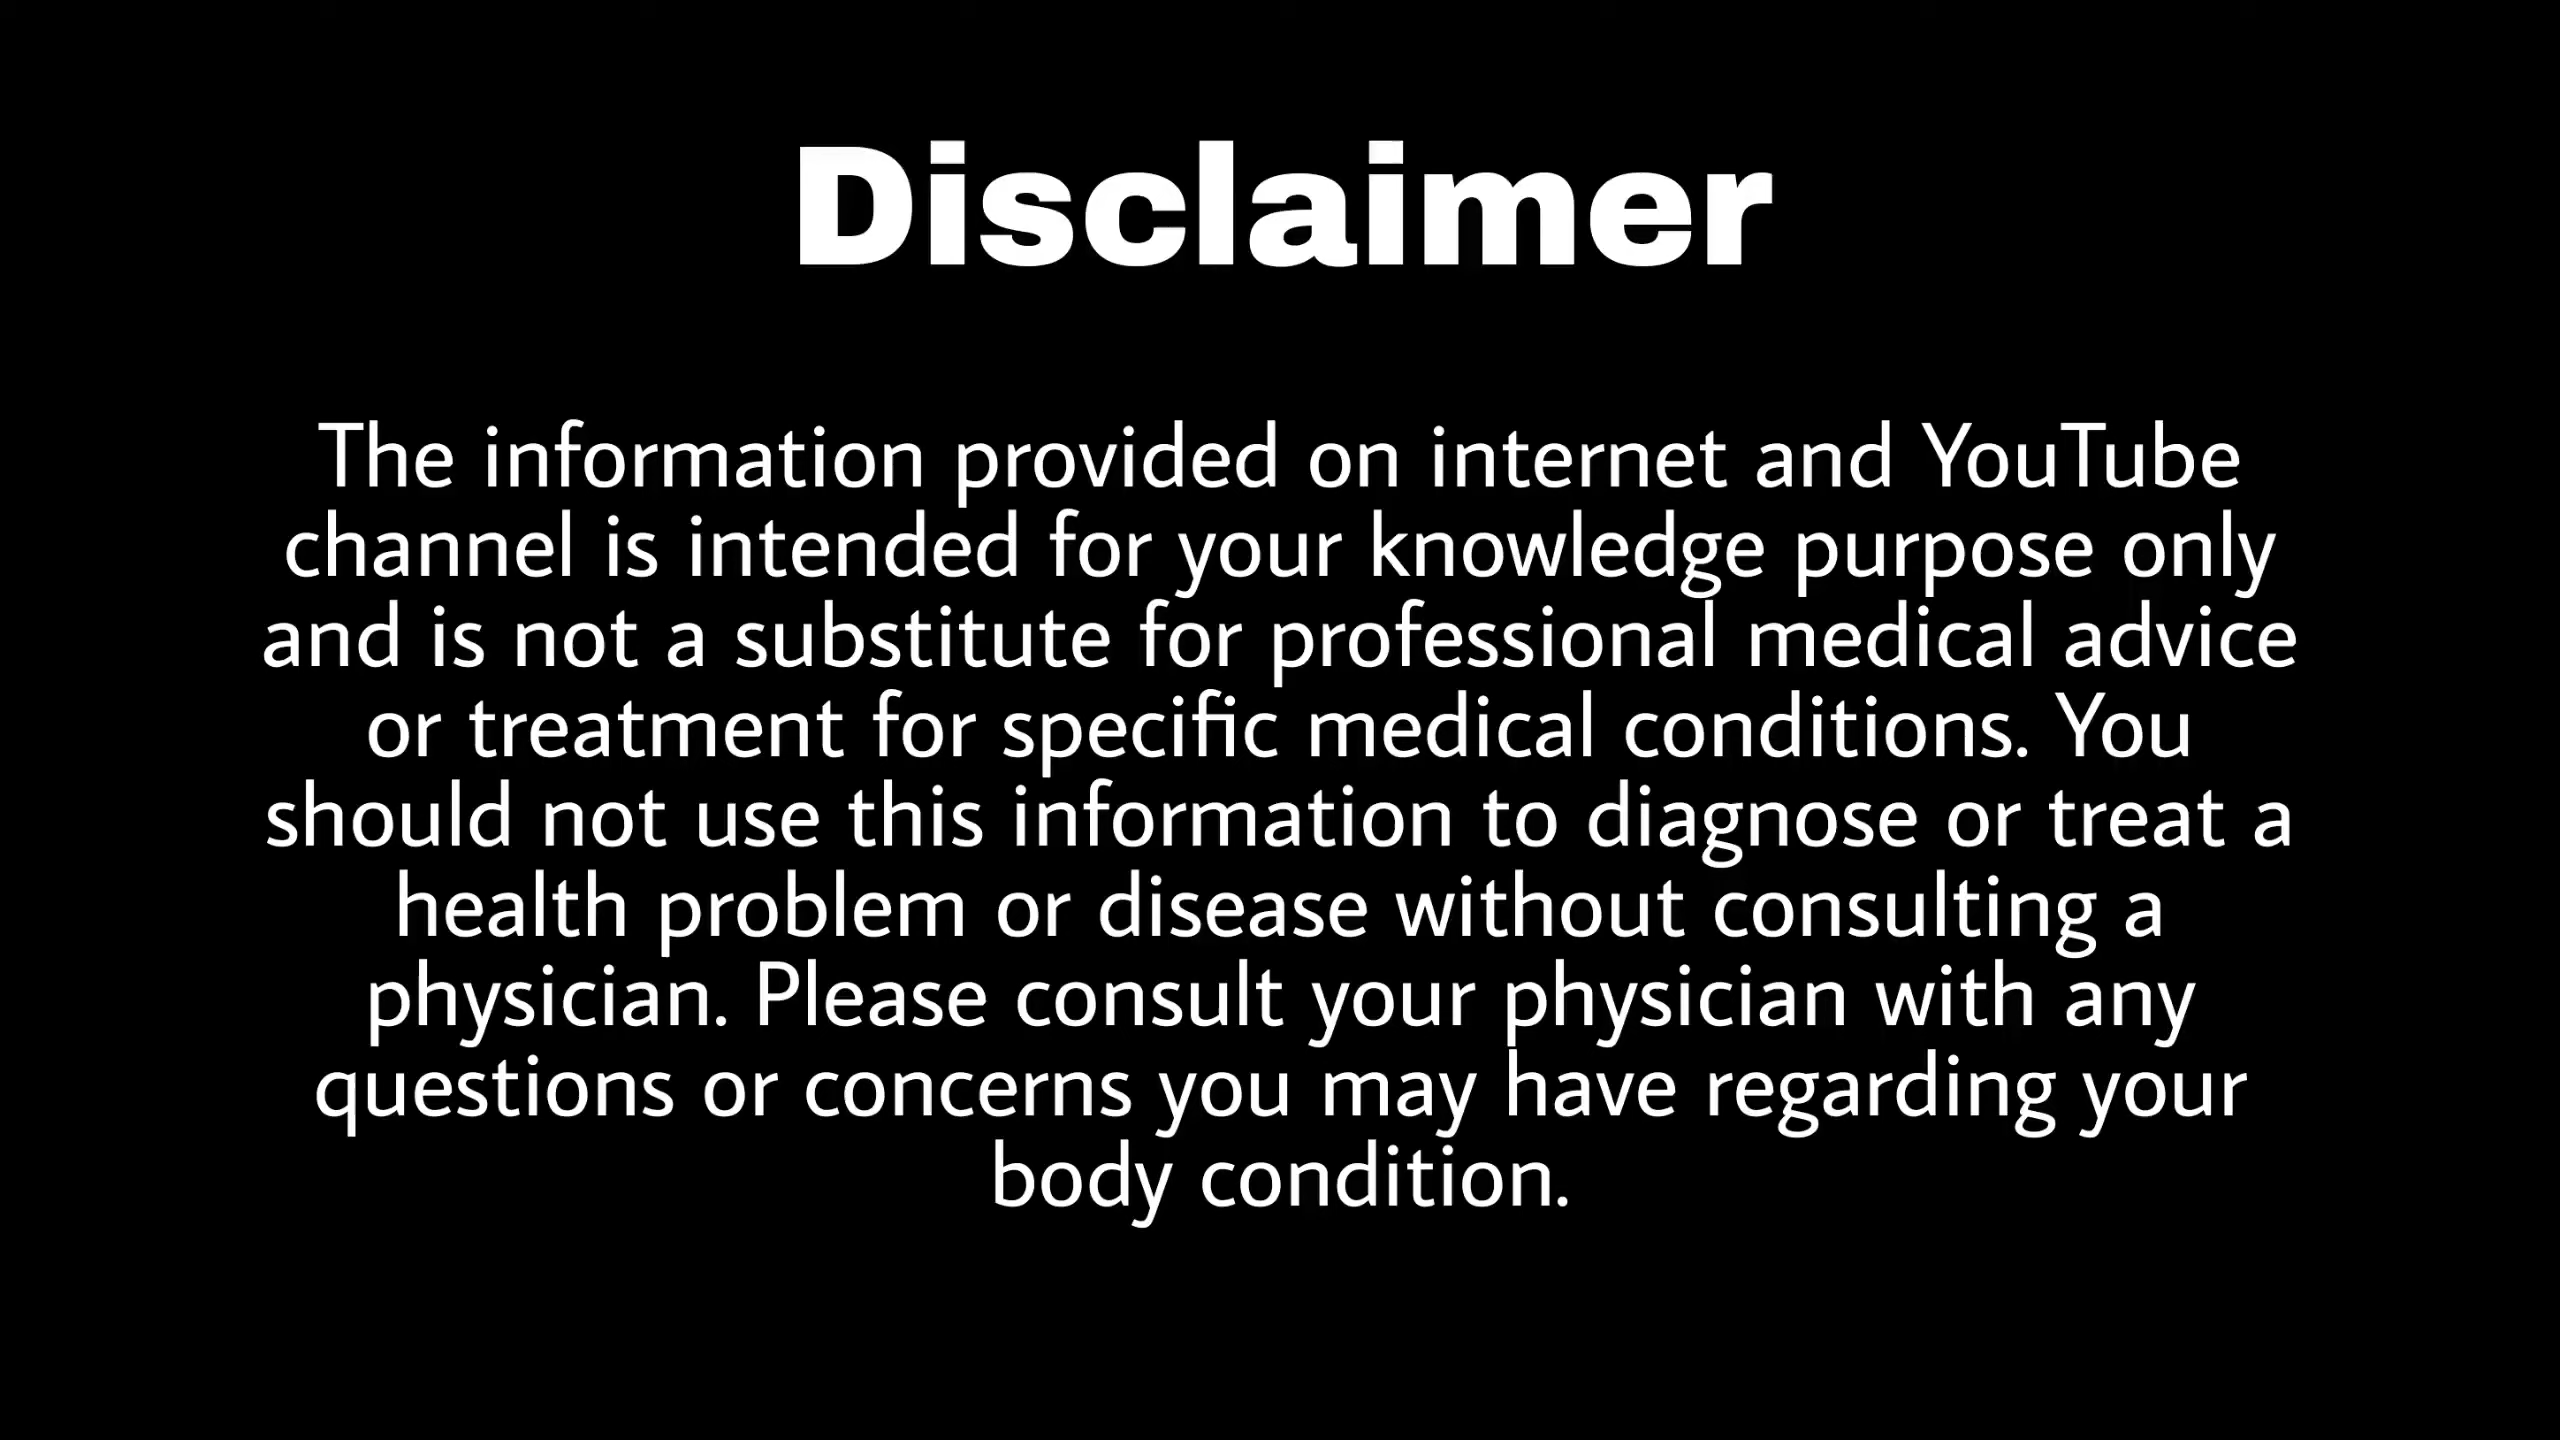 Disclaimer
The information provided on internet and YouTube
channel is intended for your knowledge purpose only
and is not a substitute for professional medical advice
or treatment for specific medical conditions. You
should not use this information to diagnose or treat a
health problem or disease without consulting a
physician. Please consult your physician with any
questions or concerns you may have regarding your
body condition.